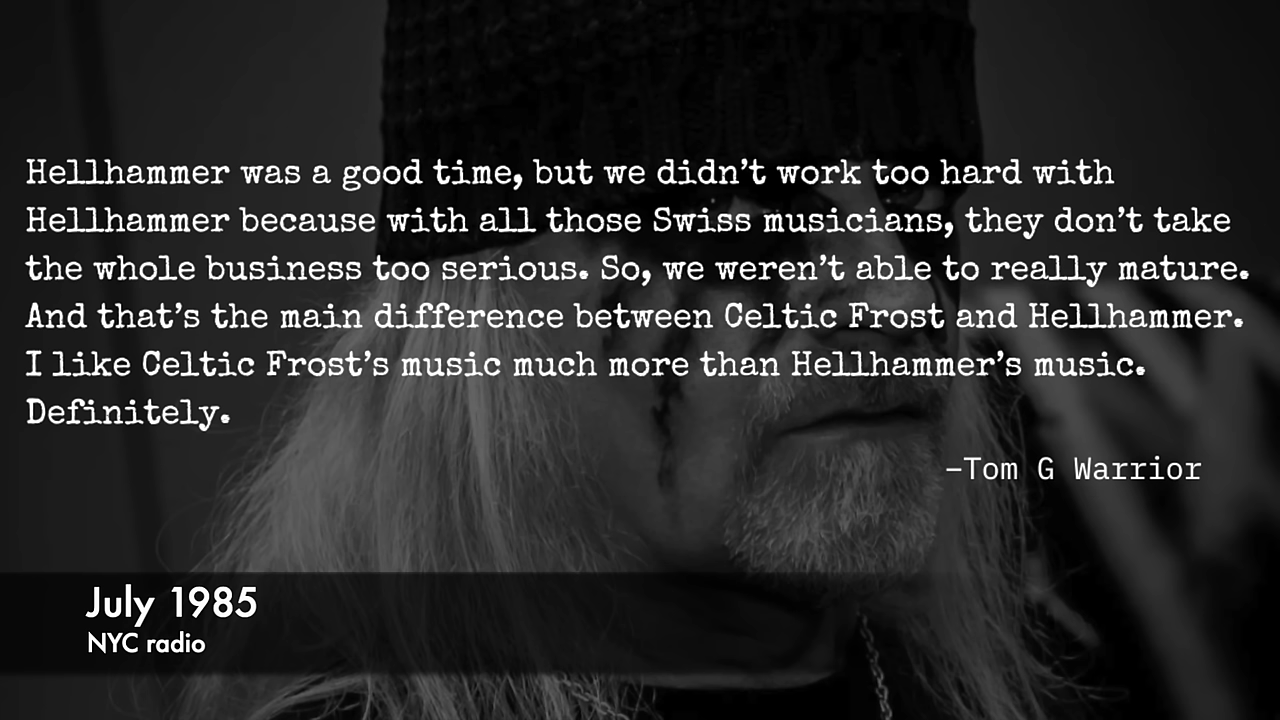 Hellhammer was a good time, but we didn’t work too hard with
Hellhammer because with all those Swiss musicians, they don’t take
the whole business too serious. So, we weren’t able to really mature.
And that’s the main difference between Celtic Frost and Hellhammer.
I like Celtic Frost’s music much more than Hellhammer’s music.
Definitely.
–Tom G Warrior
July 1985
NYC radio